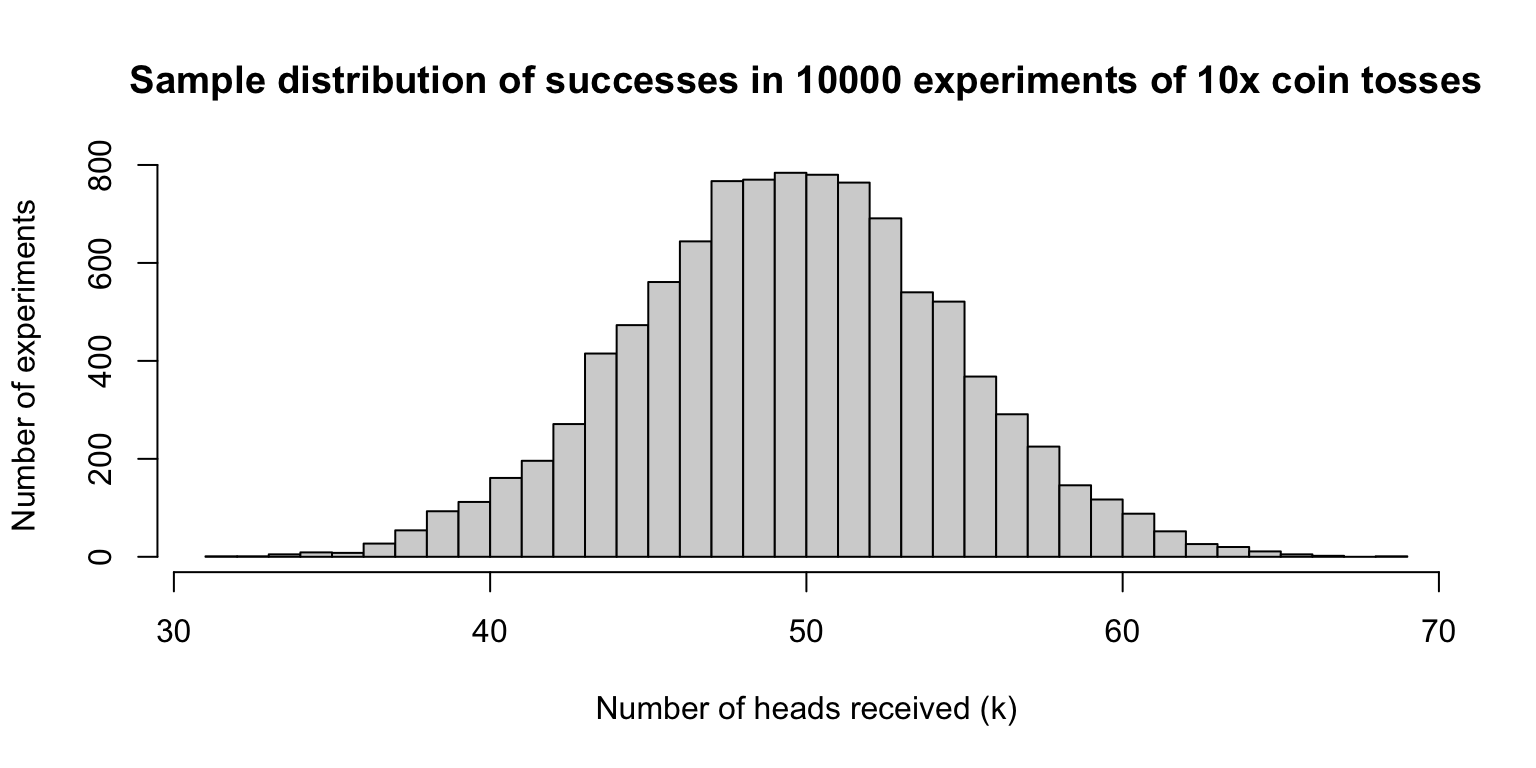 Sample distribution of successes in 10000 experiments of 10x coin tosses
Number of experiments
800
600
400
200
0
30 40 50 60 70
Number of heads received (k)